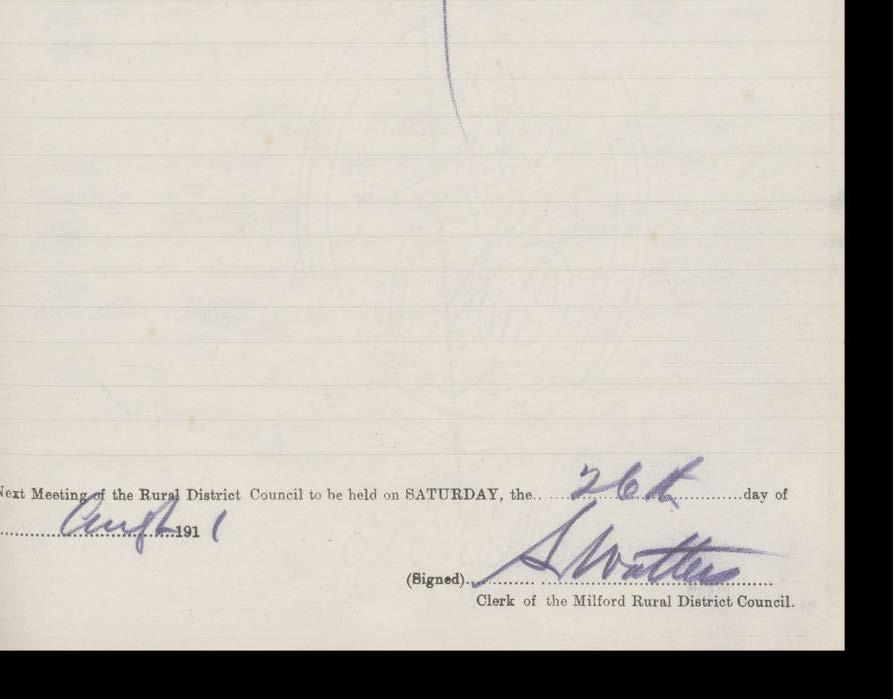 Next Meeting of the Rural District Council to be held on SATURDAY, the 26th day of
Augt 1911
(Signed) S Watters
Clerk of the Milford Rural District Council.